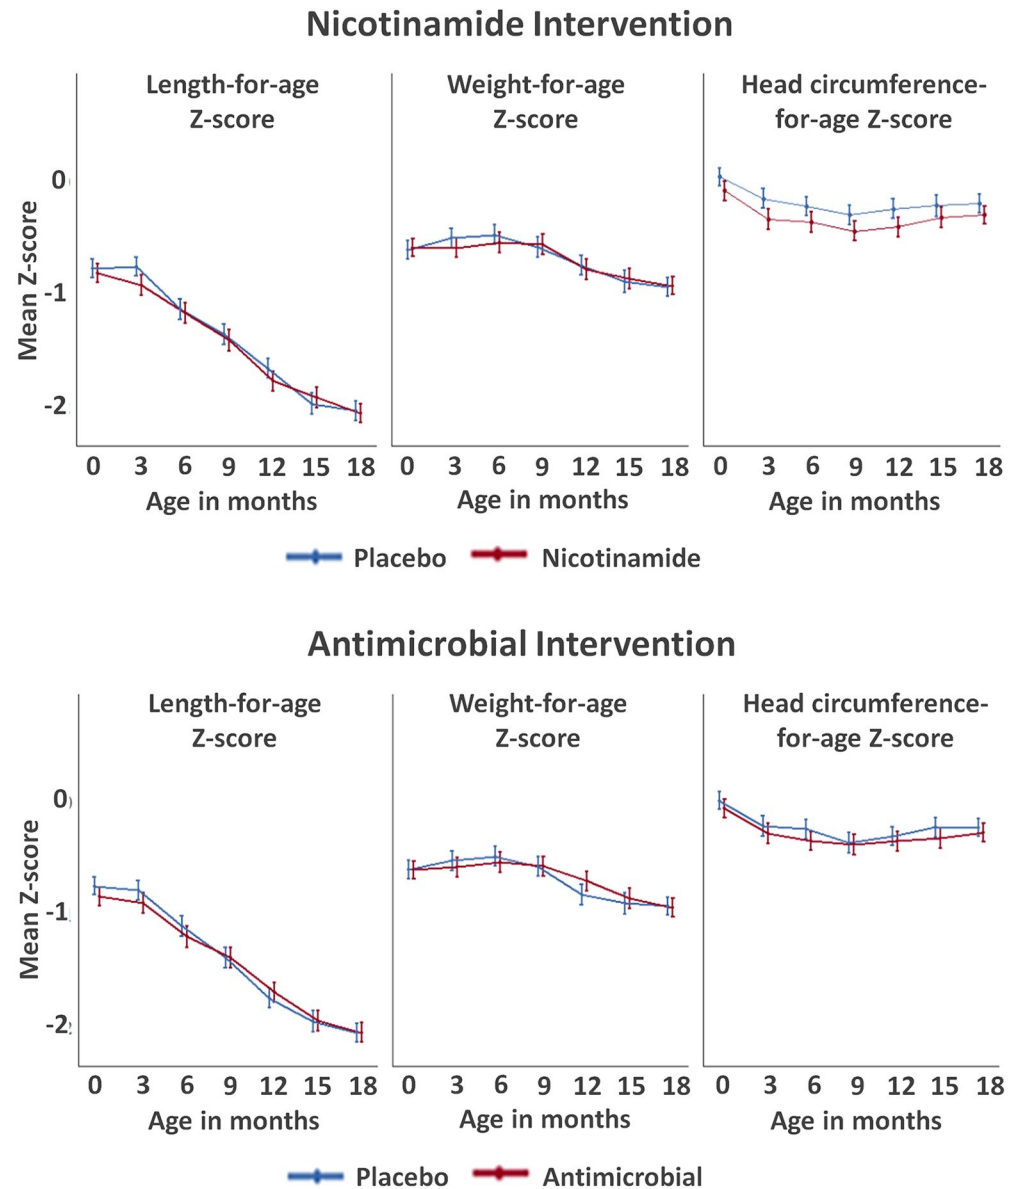 Nicotinamide Intervention
Length-for-age
Z-score
Weight-for-age
Z-score
Head circumference-
for-age Z-score
Mean Z-score
0
-1
-2
0 3 6 9 12 15 18
0 3 6 9 12 15 18
0 3 6 9 12 15 18
Age in months
Age in months
Age in months
Placebo Nicotinamide
Antimicrobial Intervention
Length-for-age
Z-score
Weight-for-age
Z-score
Head circumference-
for-age Z-score
Mean Z-score
0
-1
-2
0 3 6 9 12 15 18
0 3 6 9 12 15 18
0 3 6 9 12 15 18
Age in months
Age in months
Age in months
Placebo Antimicrobial